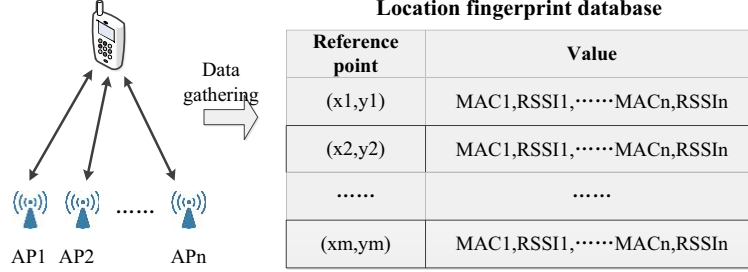 Location fingerprint database
Data
gathering
AP1 AP2 …… APn
Reference
point
Value
(x1,y1) MAC1,RSSI1,⋯⋯MACn,RSSIn
(x2,y2) MAC1,RSSI1,⋯⋯MACn,RSSIn
…… ……
(xm,ym) MAC1,RSSI1,⋯⋯MACn,RSSIn